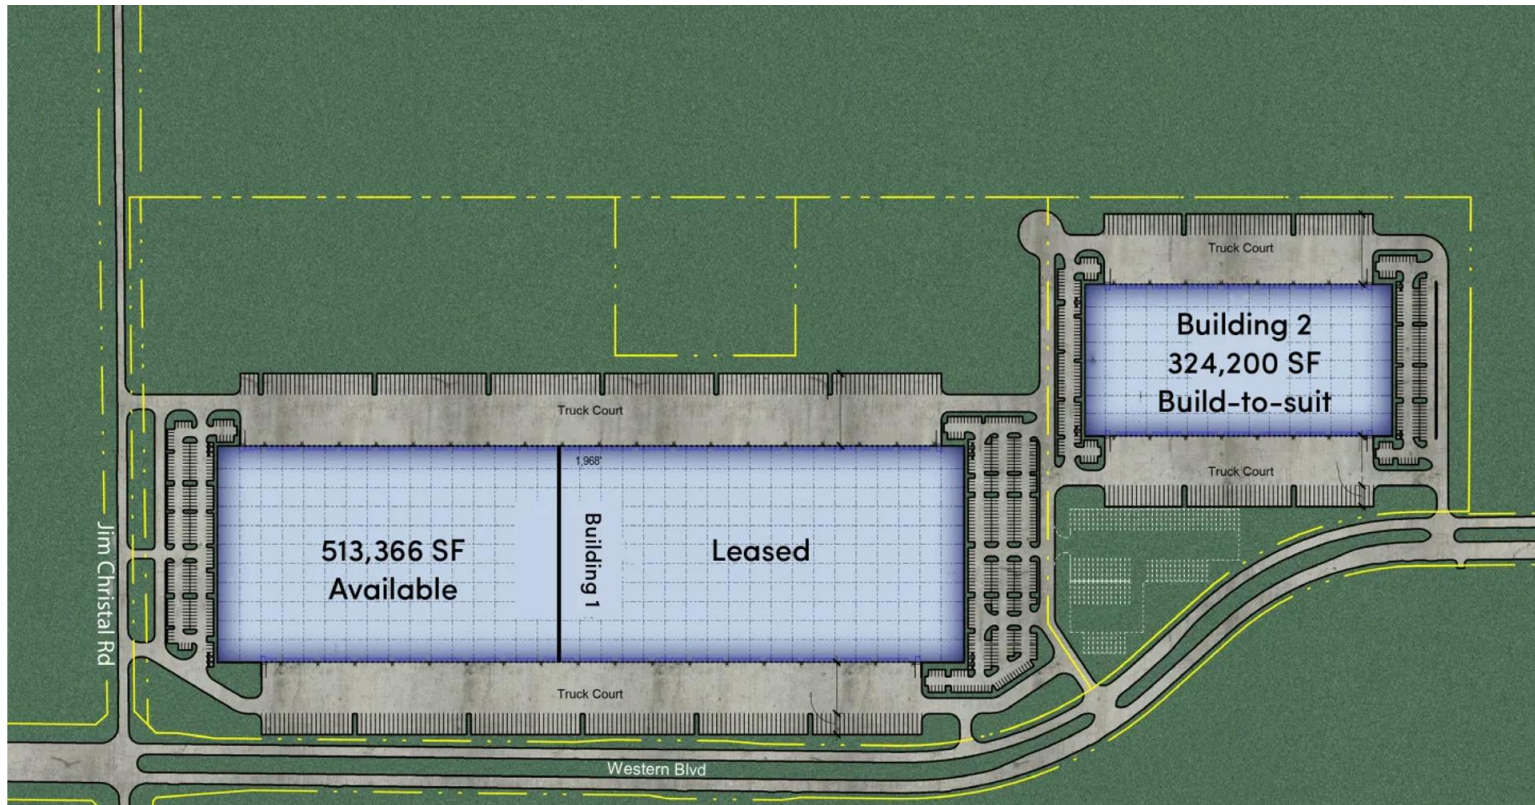 Truck Court
Building 2
324,200 SF
Build-to-suit
Truck Court
Truck Court
1,968'
Jim Christal Rd
513,366 SF
Available
Building 1
Leased
Truck Court
Western Blvd